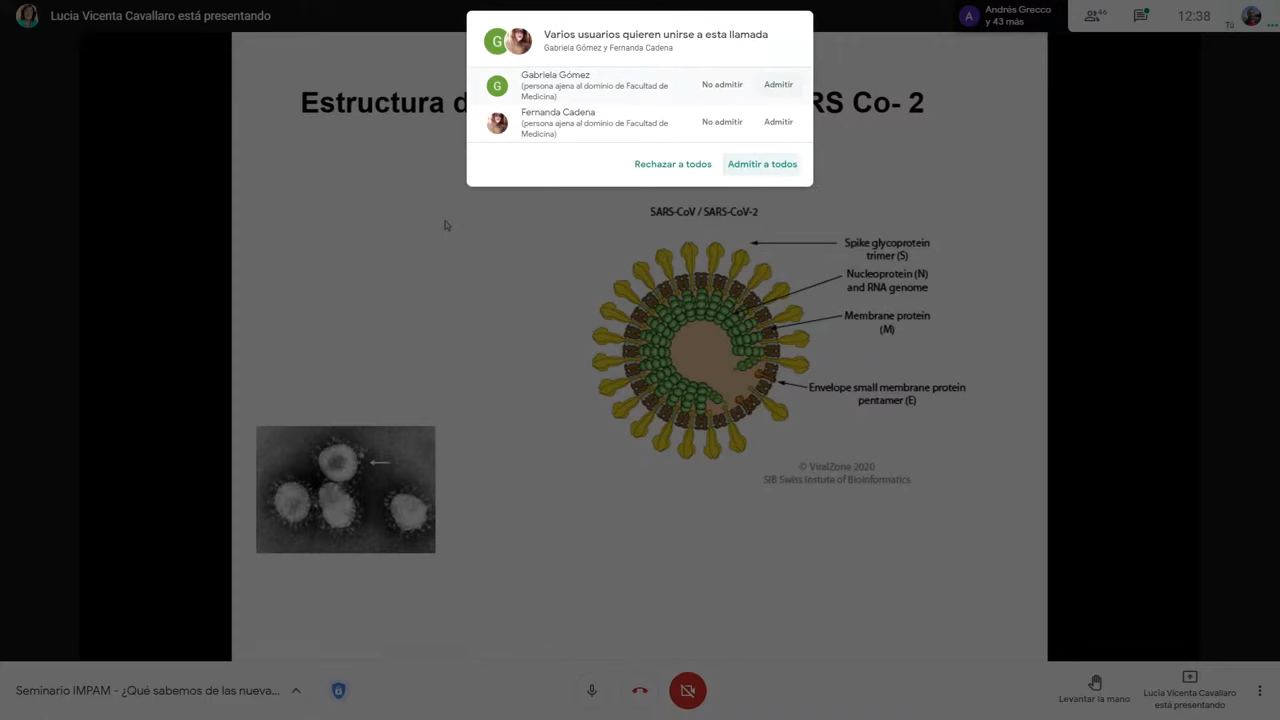 Lucia Vicenta Cavallaro está presentando
Varios usuarios quieren unirse a esta llamada
Gabriela Gómez y Fernanda Cadena
Andrés Grecco
y 43 más
A
46
12:38
Tú
G
G
Gabriela Gómez
(persona ajena al dominio de Facultad de
Medicina)
No admitir
Admitir
Fernanda Cadena
(persona ajena al dominio de Facultad de
Medicina)
No admitir
Admitir
Rechazar a todos
Admitir a todos
Estructura d
RS Co- 2
SARS-CoV / SARS-CoV-2
Spike glycoprotein
trimer (S)
Nucleoprotein (N)
and RNA genome
Membrane protein
(M)
Envelope small membrane protein
pentamer (E)
© ViralZone 2020
SIB Swiss Instute of Bioinformatics
Seminario IMPAM - ¿Qué sabemos de las nueva...
Levantar la mano
Lucia Vicenta Cavallaro
está presentando